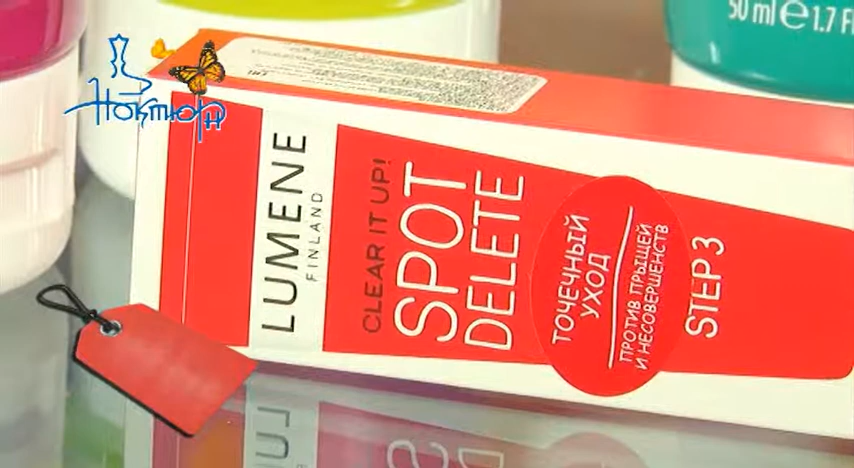 50 ml e 1.7 Fl
Ноктюрн
LUMENE
FINLAND
CLEAR IT UP!
SPOT
DELETE
ТОЧЕЧНЫЙ
УХОД
ПРОТИВ ПРЫЩЕЙ
И НЕСОВЕРШЕНСТВ
STEP 3